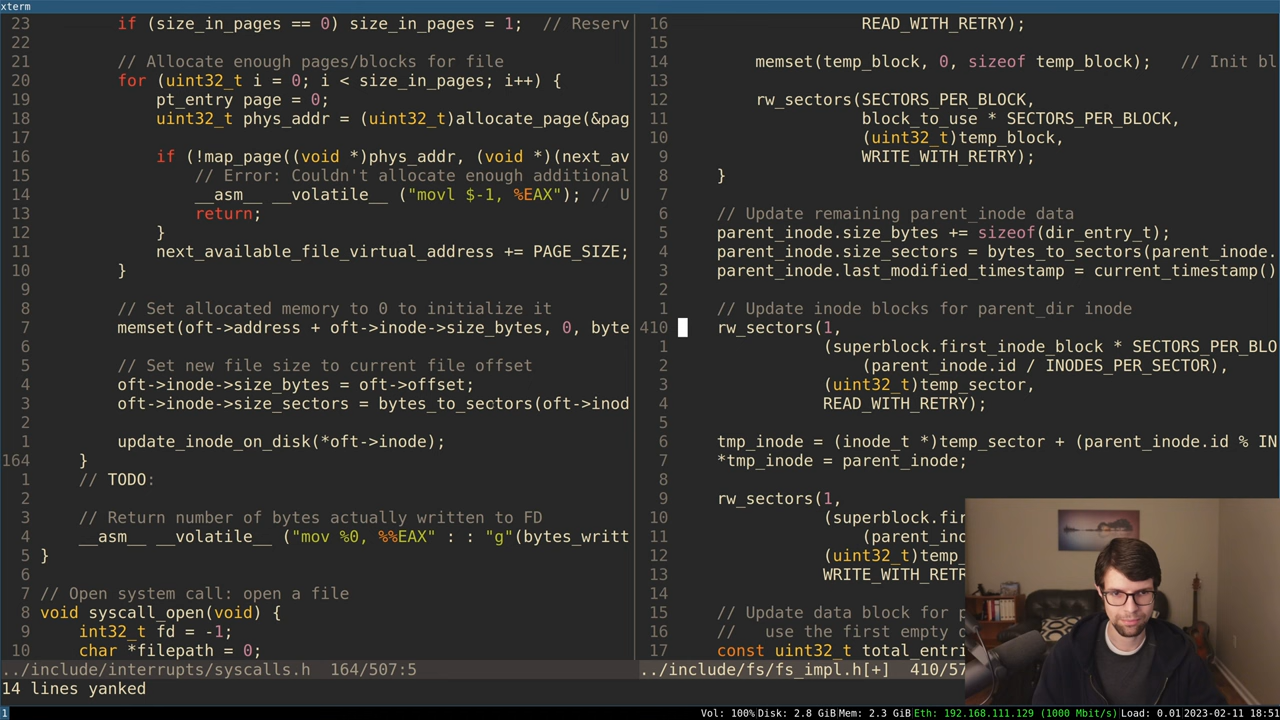 xterm
23 if (size_in_pages == 0) size_in_pages = 1; // Reserv
22
21 // Allocate enough pages/blocks for file
20 for (uint32_t i = 0; i < size_in_pages; i++) {
19 pt_entry page = 0;
18 uint32_t phys_addr = (uint32_t)allocate_page(&pag
17
16 if (!map_page((void *)phys_addr, (void *)(next_av
15 // Error: Couldn't allocate enough additional
14 __asm__ __volatile__ ("movl $-1, %EAX"); // U
13 return;
12 }
11 next_available_file_virtual_address += PAGE_SIZE;
10 }
9
8 // Set allocated memory to 0 to initialize it
7 memset(oft->address + oft->inode->size_bytes, 0, byte
6
5 // Set new file size to current file offset
4 oft->inode->size_bytes = oft->offset;
3 oft->inode->size_sectors = bytes_to_sectors(oft->inod
2
1 update_inode_on_disk(*oft->inode);
164 }
1 // TODO:
2
3 // Return number of bytes actually written to FD
4 __asm__ __volatile__ ("mov %0, %%EAX" : : "g"(bytes_writt
5 }
6
7 // Open system call: open a file
8 void syscall_open(void) {
9 int32_t fd = -1;
10 char *filepath = 0;
../include/interrupts/syscalls.h 164/507:5
14 lines yanked
16 READ_WITH_RETRY);
15
14 memset(temp_block, 0, sizeof temp_block); // Init bl
13
12 rw_sectors(SECTORS_PER_BLOCK,
11 block_to_use * SECTORS_PER_BLOCK,
10 (uint32_t)temp_block,
9 WRITE_WITH_RETRY);
8 }
7
6 // Update remaining parent_inode data
5 parent_inode.size_bytes += sizeof(dir_entry_t);
4 parent_inode.size_sectors = bytes_to_sectors(parent_inode.
3 parent_inode.last_modified_timestamp = current_timestamp()
2
1 // Update inode blocks for parent_dir inode
410 rw_sectors(1,
1 (superblock.first_inode_block * SECTORS_PER_BLO
2 (parent_inode.id / INODES_PER_SECTOR),
3 (uint32_t)temp_sector,
4 READ_WITH_RETRY);
5
6 tmp_inode = (inode_t *)temp_sector + (parent_inode.id % IN
7 *tmp_inode = parent_inode;
8
9 rw_sectors(1,
10 (superblock.fir
11 (parent_ino
12 (uint32_t)temp_
13 WRITE_WITH_RETR
14
15 // Update data block for p
16 // use the first empty
17 const uint32_t total_entri
../include/fs/fs_impl.h[+] 410/57
1 Vol: 100% Disk: 2.8 GiB Mem: 2.3 GiB Eth: 192.168.111.129 (1000 Mbit/s) Load: 0.01 2023-02-11 18:51